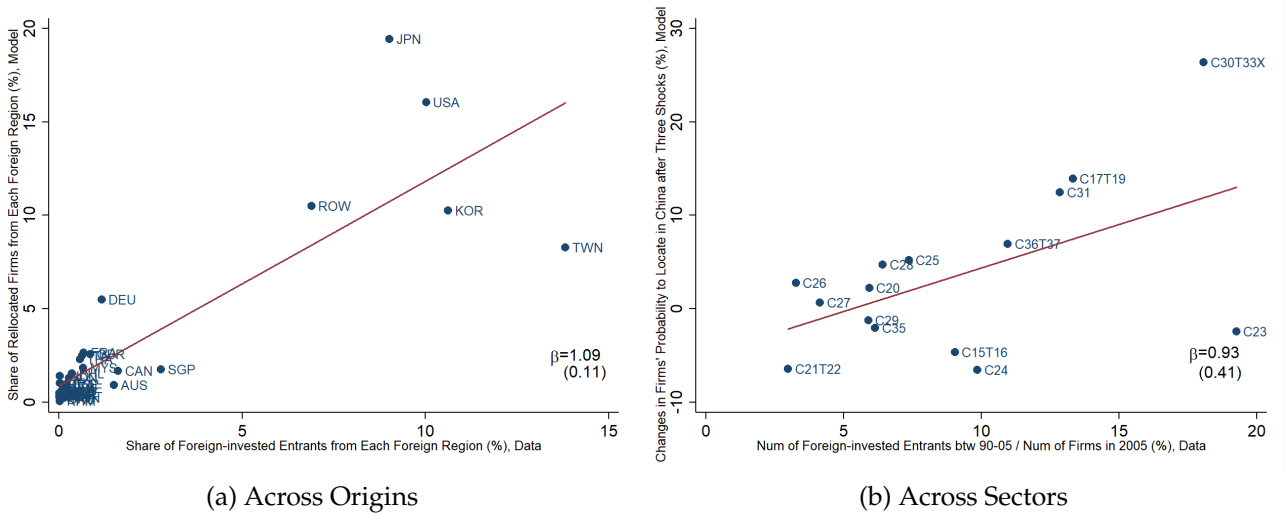 Share of Rellocated Firms from Each Foreign Region (%), Model
20
15
10
5
0
JPN
USA
ROW
KOR
TWN
DEU
CAN
SGP
AUS
β=1.09
(0.11)
0
5
10
15
Share of Foreign-invested Entrants from Each Foreign Region (%), Data
(a) Across Origins
Changes in Firms' Probability to Locate in China after Three Shocks (%), Model
30
20
10
0
-10
C30T33X
C17T19
C31
C36T37
C28
C25
C26
C20
C27
C29
C35
C23
C15T16
C24
C21T22
β=0.93
(0.41)
0
5
10
15
20
Num of Foreign-invested Entrants btw 90-05 / Num of Firms in 2005 (%), Data
(b) Across Sectors